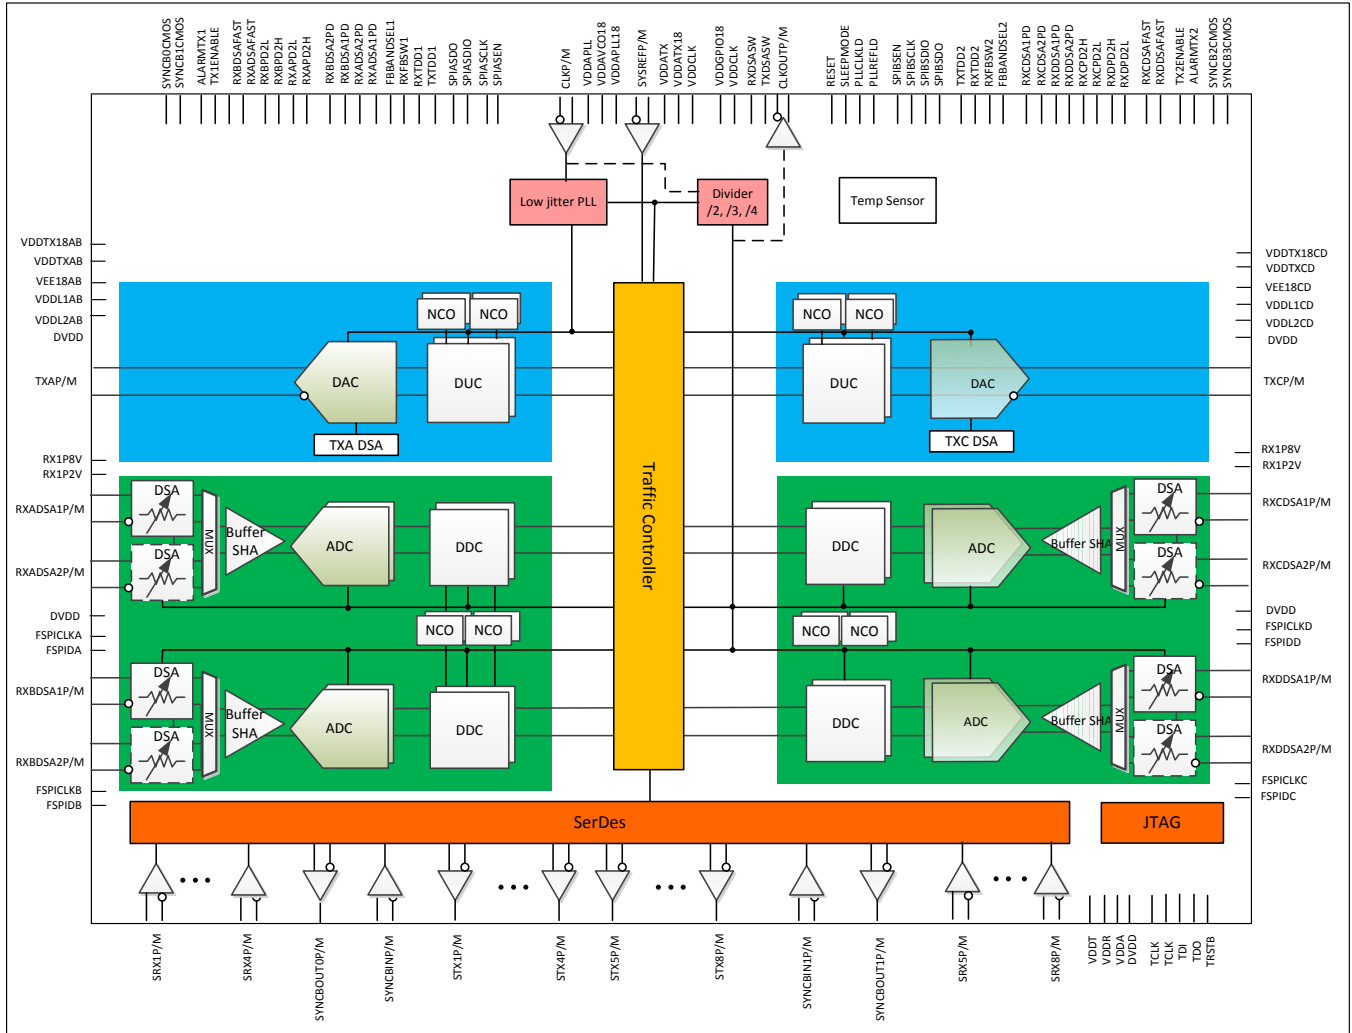 SYNCB0CMOS
SYNCB1CMOS
ALARMTX1
TX1ENABLE
RXBDSAFAST
RXADSAFAST
RXBPD2L
RXBPD2H
RXAPD2L
RXAPD2H
RXBDSA2PD
RXBDSA1PD
RXADSA2PD
RXADSA1PD
FBBANDSEL1
RXFBSW1
RXTDD1
TXTDD1
SPIASDO
SPIASDIO
SPIASCLK
SPIASEN
CLKP/M
VDDAPLL
VDDAVCO18
VDDAPLL18
SYSREFP/M
VDDATX
VDDATX18
VDDCLK
VDDGPIO18
VDDCLK
RXDSASW
TXDSASW
CLKOUTP/M
RESET
SLEEPMODE
PLLCKLD
PLLREFLD
SPIBSEN
SPIBSCLK
SPIBSDIO
SPIBSDO
TXTDD2
RXTDD2
RXFBSW2
FBBANDSEL2
RXCDSA1PD
RXCDSA2PD
RXDDSA1PD
RXDDSA2PD
RXCPD2H
RXCPD2L
RXDPD2H
RXDPD2L
RXCDSAFAST
RXDDSAFAST
TX2ENABLE
ALARMTX2
SYNCB2CMOS
SYNCB3CMOS
Low jitter PLL
Divider
/2, /3, /4
Temp Sensor
VDDTX18AB
VDDTXAB
VEE18AB
VDDL1AB
VDDL2AB
DVDD
TXAP/M
VDDTX18CD
VDDTXCD
VEE18CD
VDDL1CD
VDDL2CD
DVDD
TXCP/M
NCO
NCO
DAC
DUC
TXA DSA
NCO
NCO
DUC
DAC
TXC DSA
Traffic Controller
RX1P8V
RX1P2V
RXADSA1P/M
RXADSA2P/M
DVDD
FSPICLKA
FSPIDA
RXBDSA1P/M
RXBDSA2P/M
FSPICLKB
FSPIDB
RX1P8V
RX1P2V
RXCDSA1P/M
RXCDSA2P/M
DVDD
FSPICLKD
FSPIDD
RXDDSA1P/M
RXDDSA2P/M
FSPICLKC
FSPIDC
DSA
DSA
MUX
Buffer
SHA
ADC
DDC
NCO
NCO
DSA
DSA
MUX
Buffer
SHA
ADC
DDC
DDC
ADC
Buffer SHA
MUX
DSA
DSA
NCO
NCO
DDC
ADC
Buffer SHA
MUX
DSA
DSA
SerDes
JTAG
SRX1P/M
SRX4P/M
SYNCBOUT0P/M
SYNCBINP/M
STX1P/M
STX4P/M
STX5P/M
STX8P/M
SYNCBIN1P/M
SYNCBOUT1P/M
SRX5P/M
SRX8P/M
VDDT
VDDR
VDDA
DVDD
TCLK
TCLK
TDI
TDO
TRSTB